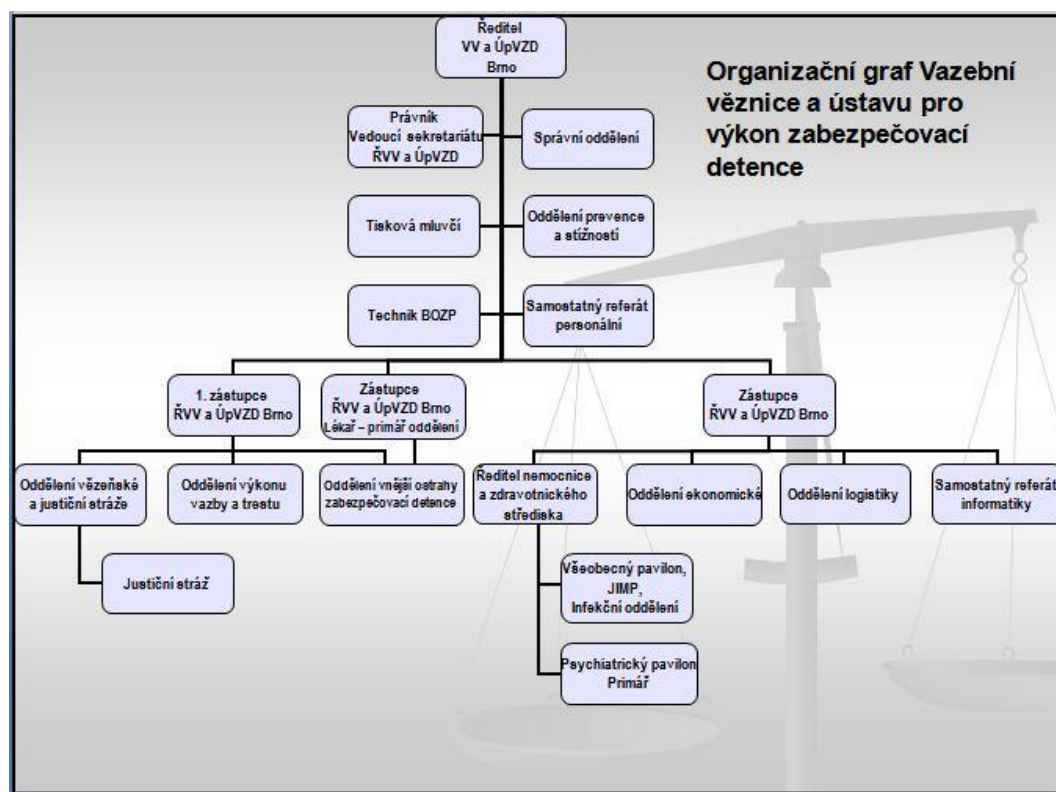 Ředitel
VV a ÚpVZD
Brno
Organizační graf Vazební
věznice a ústavu pro
výkon zabezpečovací
detence
Právník
Vedoucí sekretariátu
ŘVV a ÚpVZD
Správní oddělení
Tisková mluvčí
Oddělení prevence
a stížností
Technik BOZP
Samostatný referát
personální
1. zástupce
ŘVV a ÚpVZD Brno
Zástupce
ŘVV a ÚpVZD Brno
Lékař – primář oddělení
Zástupce
ŘVV a ÚpVZD Brno
Oddělení vězeňské
a justiční stráže
Oddělení výkonu
vazby a trestu
Oddělení vnější ostrahy
zabezpečovací detence
Ředitel nemocnice
a zdravotnického
střediska
Oddělení ekonomické
Oddělení logistiky
Samostatný referát
informatiky
Justiční stráž
Všeobecný pavilon,
JIMP,
Infekční oddělení
Psychiatrický pavilon
Primář